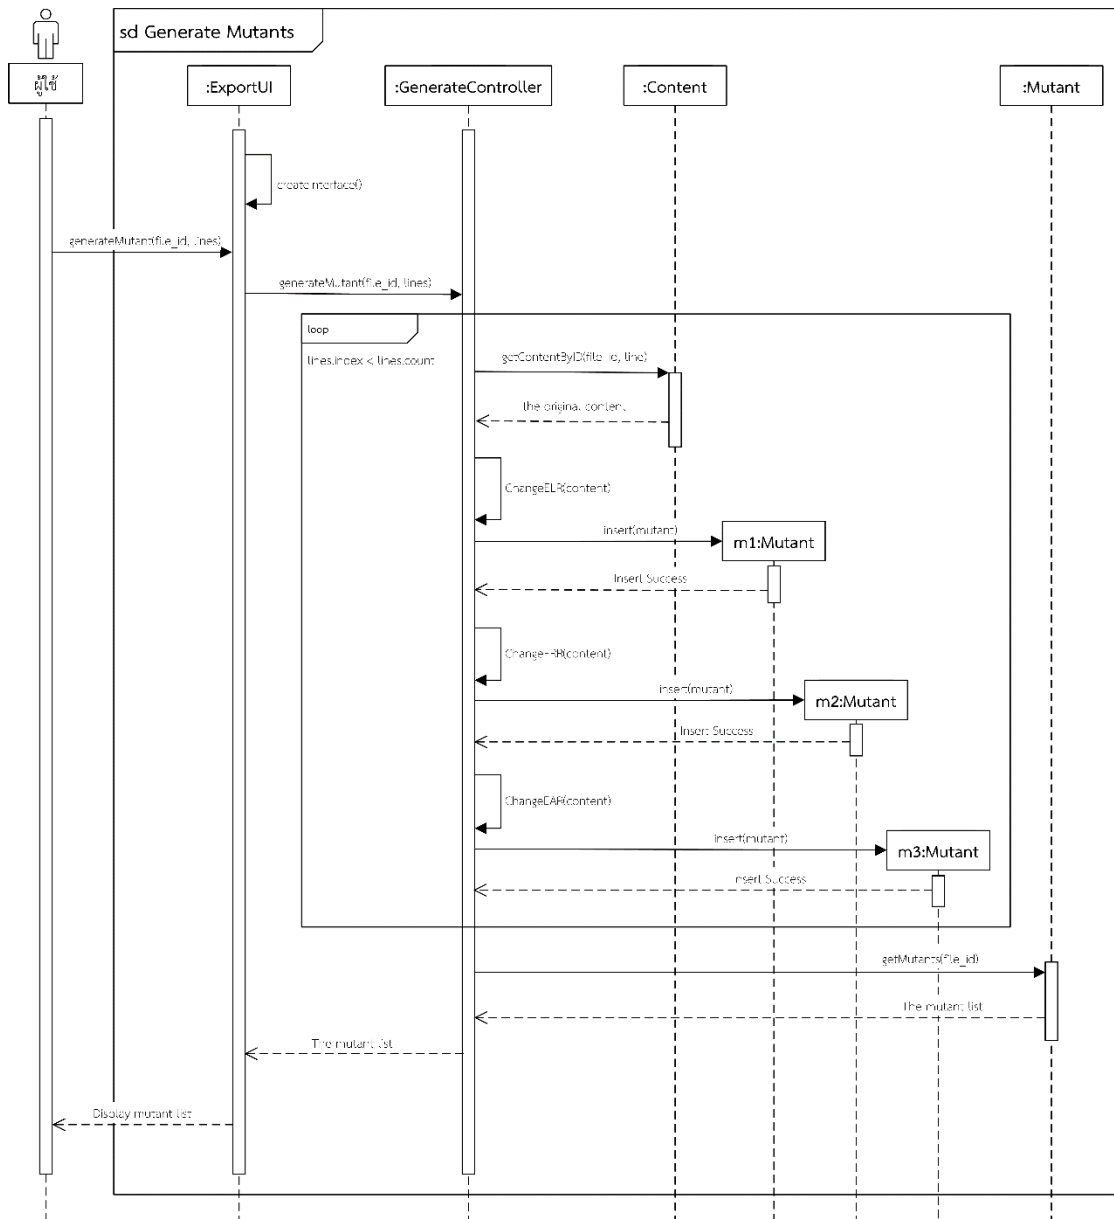 sd Generate Mutants
ผู้ใช้
:ExportUI
:GenerateController
:Content
:Mutant
createInterface()
generateMutant(file_id, lines)
generateMutant(file_id, lines)
loop
lines.index < lines.count
getContentByID(file_id, line)
the original content
ChangeELR(content)
insert(mutant)
m1:Mutant
Insert Success
ChangeERR(content)
insert(mutant)
m2:Mutant
Insert Success
ChangeEAR(content)
insert(mutant)
m3:Mutant
Insert Success
getMutants(file_id)
The mutant list
The mutant list
Display mutant list